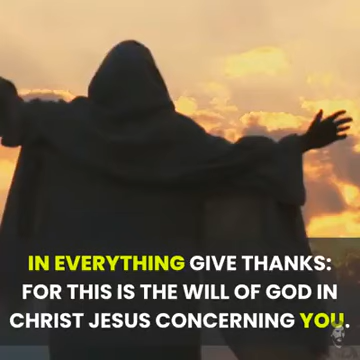 IN EVERYTHING GIVE THANKS:
FOR THIS IS THE WILL OF GOD IN
CHRIST JESUS CONCERNING YOU.